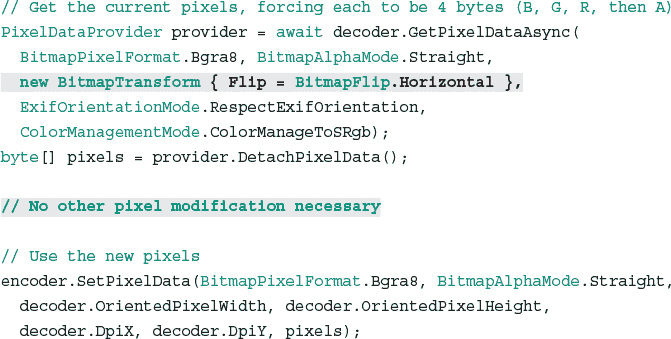 // Get the current pixels, forcing each to be 4 bytes (B, G, R, then A)
PixelDataProvider provider = await decoder.GetPixelDataAsync(
  BitmapPixelFormat.Bgra8, BitmapAlphaMode.Straight,
  new BitmapTransform { Flip = BitmapFlip.Horizontal },
  ExifOrientationMode.RespectExifOrientation,
  ColorManagementMode.ColorManageToSRgb);
byte[] pixels = provider.DetachPixelData();
// No other pixel modification necessary
// Use the new pixels
encoder.SetPixelData(BitmapPixelFormat.Bgra8, BitmapAlphaMode.Straight,
  decoder.OrientedPixelWidth, decoder.OrientedPixelHeight,
  decoder.DpiX, decoder.DpiY, pixels);